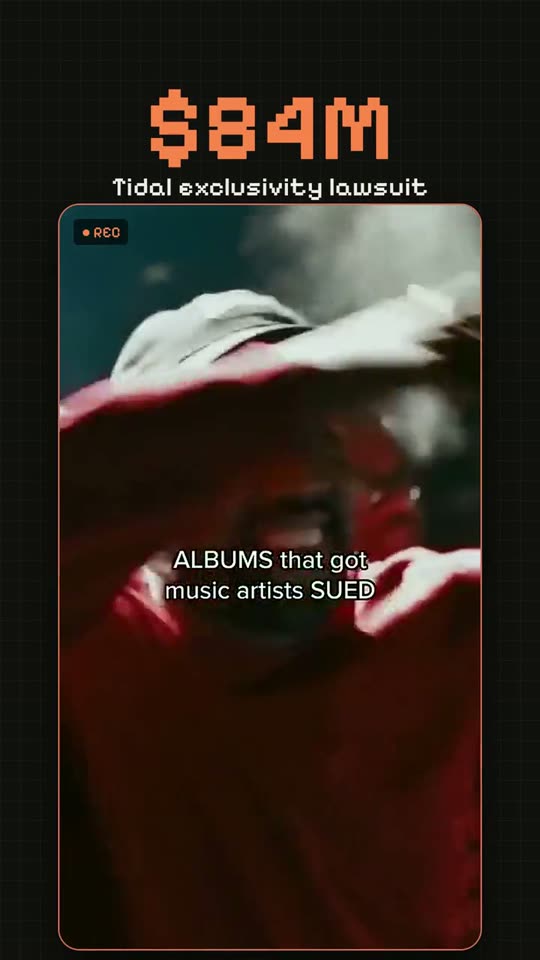 $84M
Tidal exclusivity lawsuit
REC
ALBUMS that got
music artists SUED